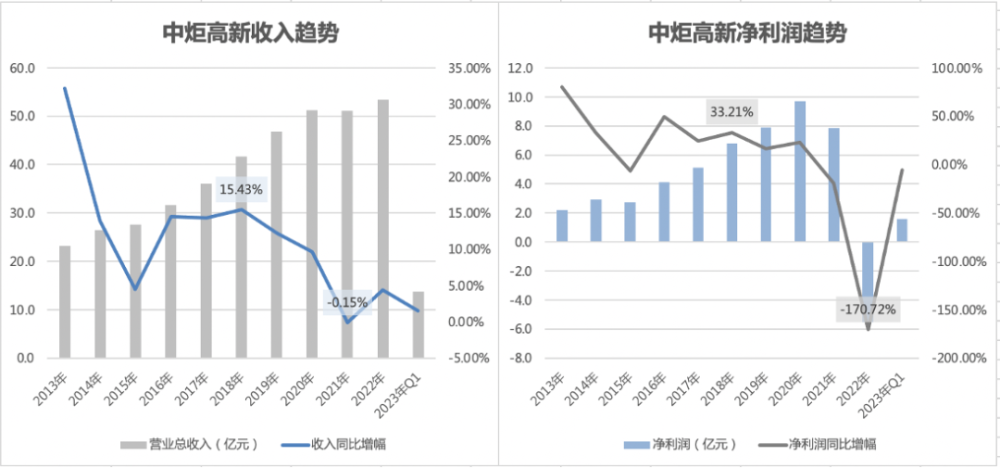 中炬高新收入趋势
60.0
50.0
40.0
30.0
20.0
10.0
0.0
35.00%
30.00%
25.00%
20.00%
15.00%
10.00%
5.00%
0.00%
-5.00%
15.43%
-0.15%
2013年
2014年
2015年
2016年
2017年
2018年
2019年
2020年
2021年
2022年
2023年Q1
营业总收入（亿元）
收入同比增幅
中炬高新净利润趋势
12.0
10.0
8.0
6.0
4.0
2.0
0.0
-2.0
-4.0
-6.0
-8.0
100.00%
50.00%
0.00%
-50.00%
-100.00%
-150.00%
-200.00%
33.21%
-170.72%
2013年
2014年
2015年
2016年
2017年
2018年
2019年
2020年
2021年
2022年
2023年Q1
净利润（亿元）
净利润同比增幅